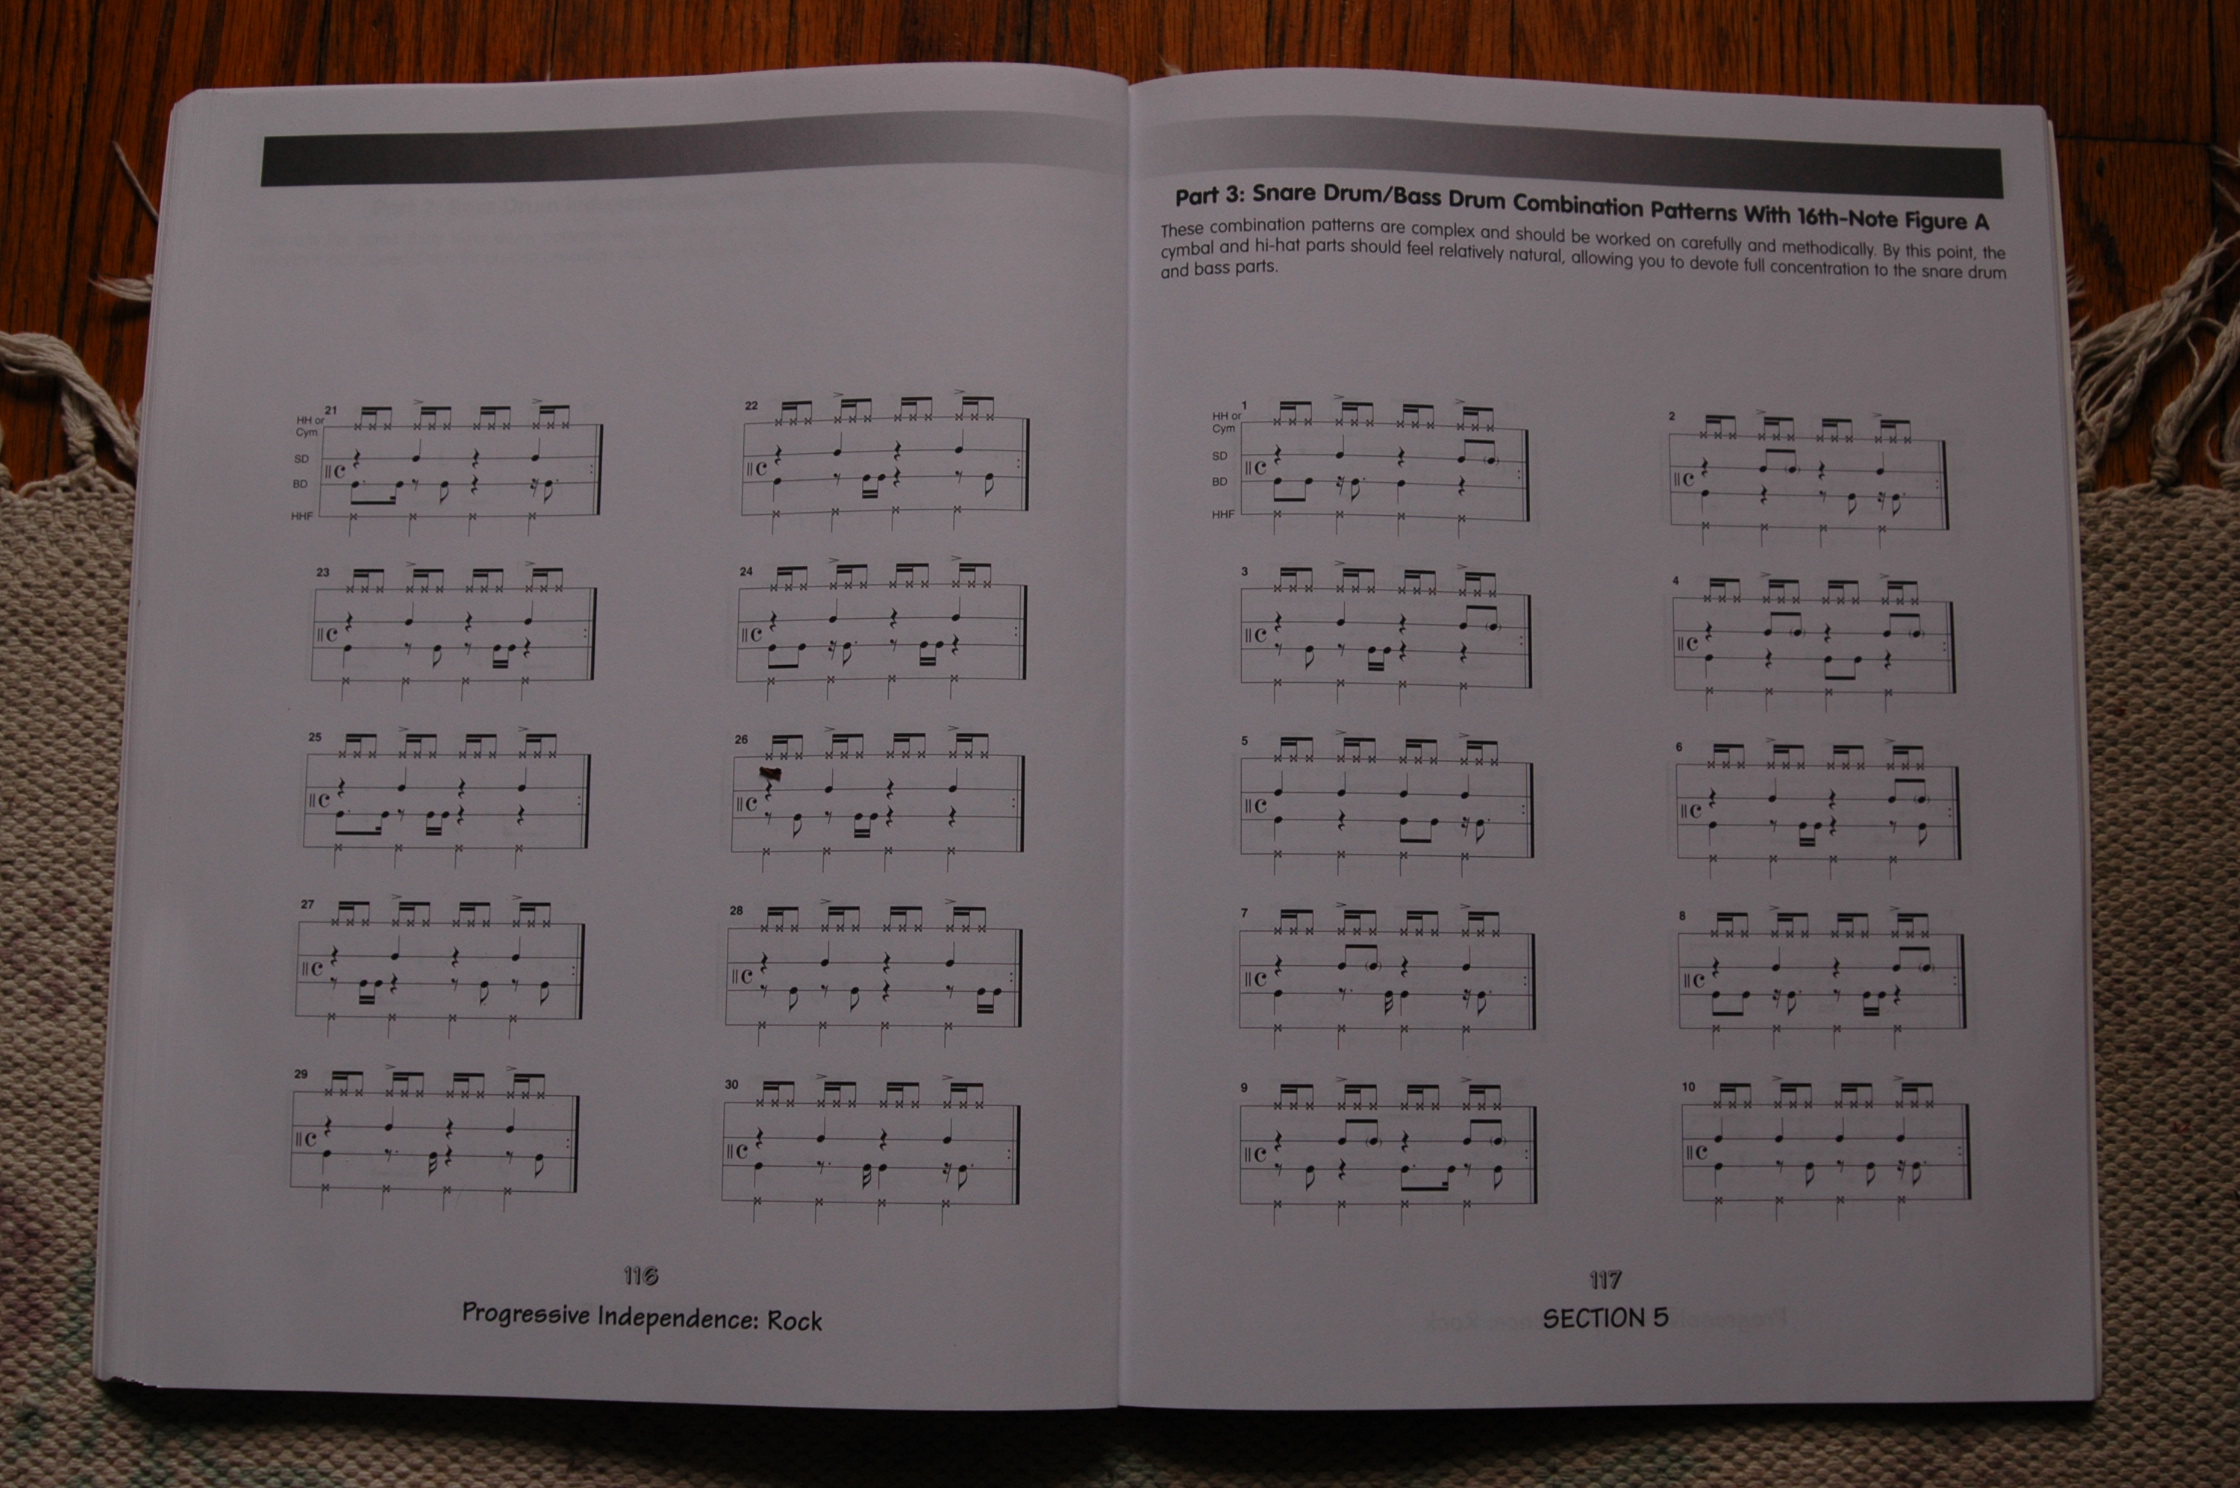 21
22
HH or
Cym
SD
BD
HHF
23
24
25
26
27
28
29
30
116
Progressive Independence: Rock
Part 3: Snare Drum/Bass Drum Combination Patterns With 16th-Note Figure A
These combination patterns are complex and should be worked on carefully and methodically. By this point, the
cymbal and hi-hat parts should feel relatively natural, allowing you to devote full concentration to the snare drum
and bass parts.
1
2
HH or
Cym
SD
BD
HHF
3
4
5
6
7
8
9
10
117
SECTION 5